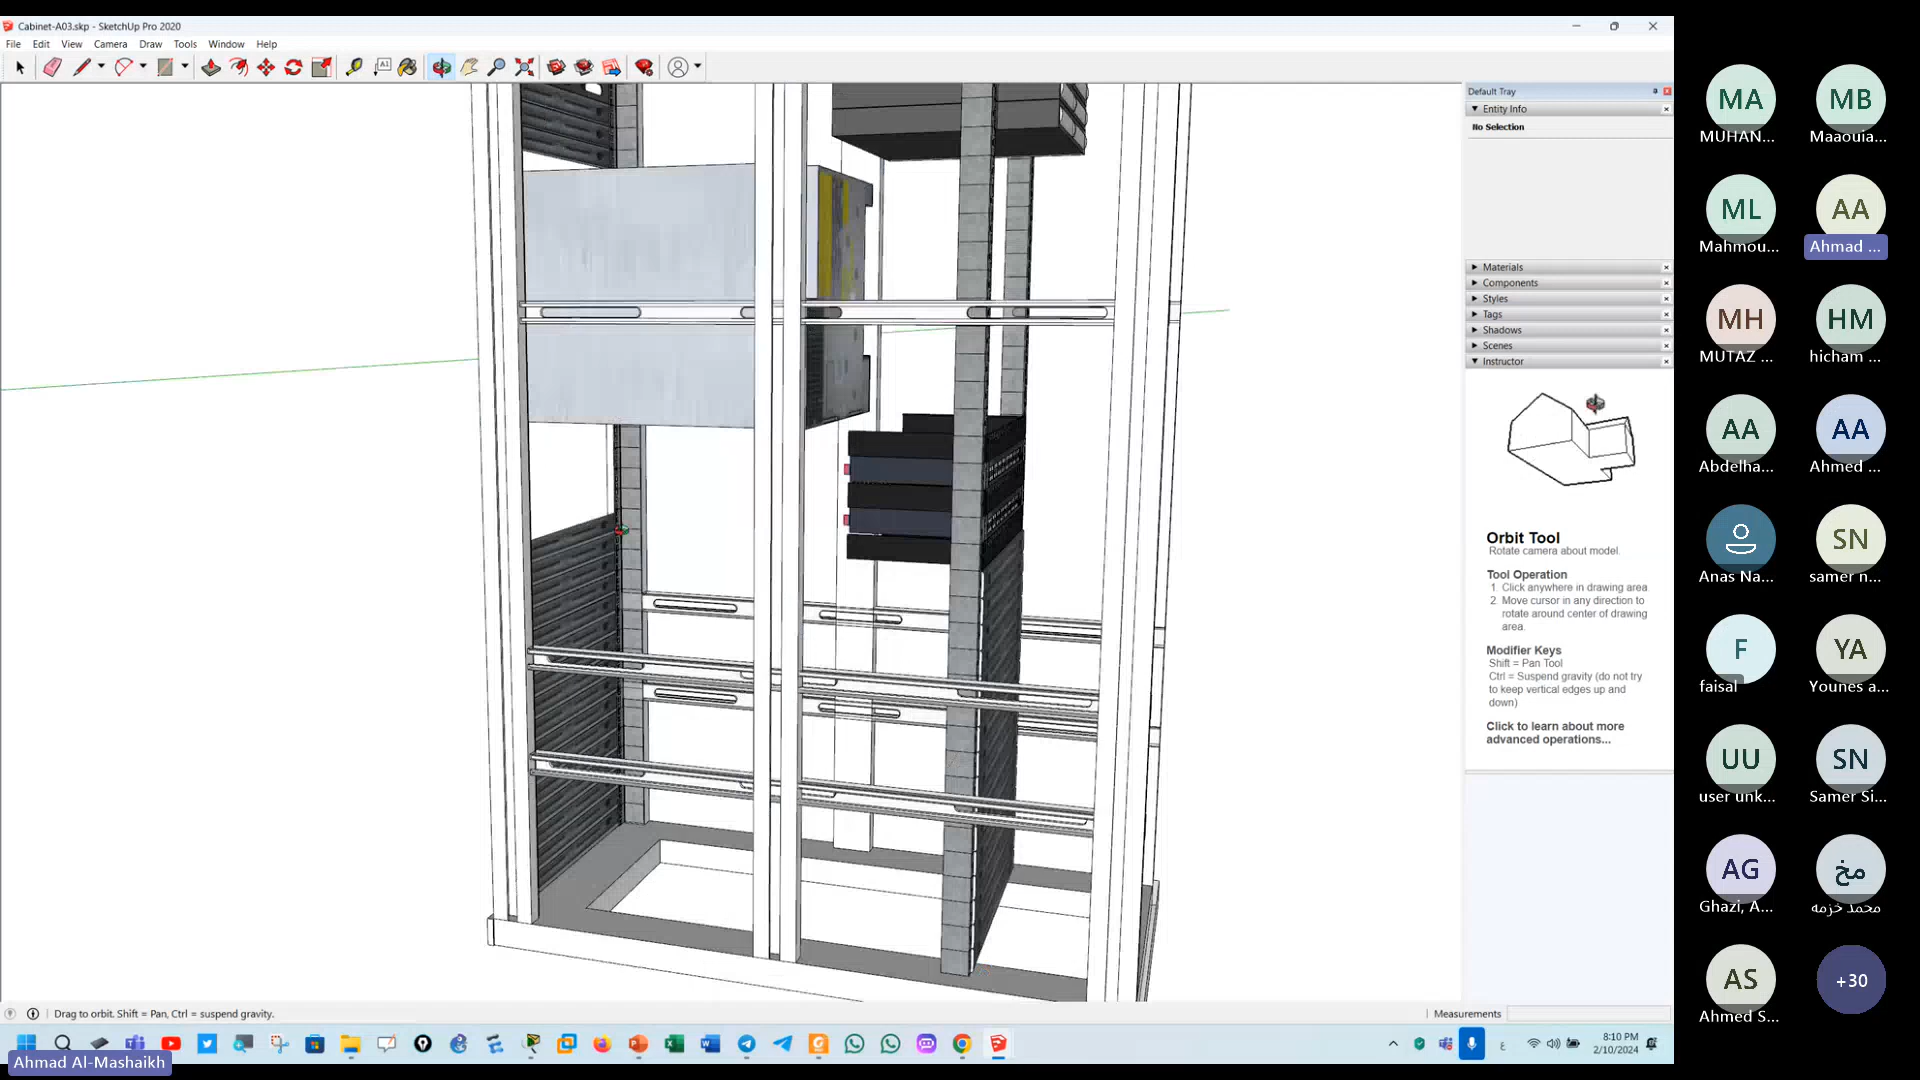 Cabinet-A03.skp - SketchUp Pro 2020
File Edit View Camera Draw Tools Window Help
A1
Default Tray
Entity Info
No Selection
Materials
Components
Styles
Tags
Shadows
Scenes
Instructor
Orbit Tool
Rotate camera about model.
Tool Operation
1. Click anywhere in drawing area.
2. Move cursor in any direction to
rotate around center of drawing
area.
Modifier Keys
Shift = Pan Tool
Ctrl = Suspend gravity (do not try
to keep vertical edges up and
down)
Click to learn about more
advanced operations...
Drag to orbit. Shift = Pan, Ctrl = suspend gravity.
Measurements
8:10 PM
2/10/2024
ع
Ahmad Al-Mashaikh
MA MB
MUHAN... Maaouia...
ML AA
Mahmou... Ahmad ...
MH HM
MUTAZ ... hicham ...
AA AA
Abdelha... Ahmed ...
SN
Anas Na... samer n...
F YA
faisal Younes a...
UU SN
user unk... Samer Si...
AG مخ
Ghazi, A... محمد خزمه
AS +30
Ahmed S...